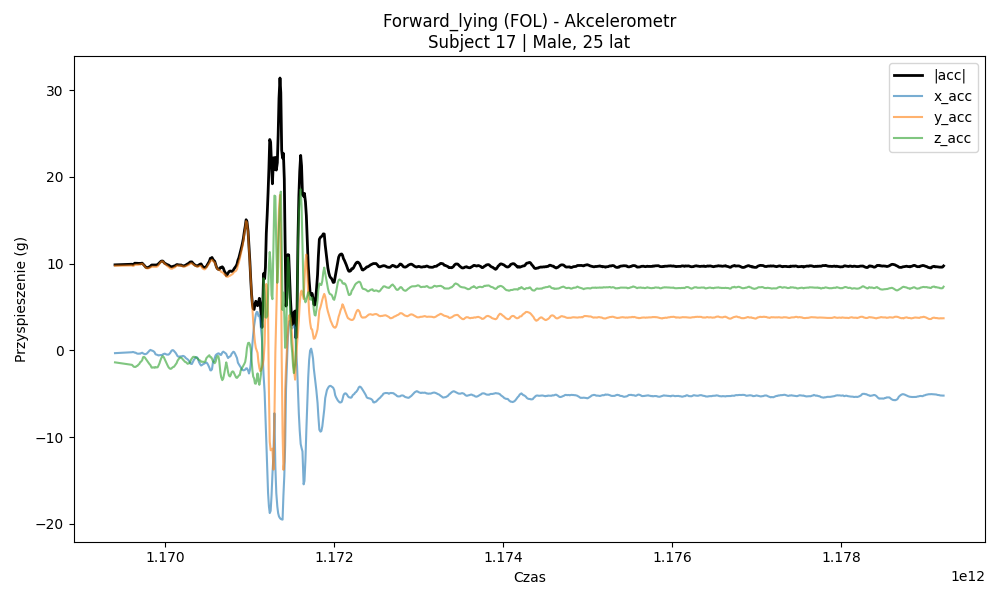 Forward_lying (FOL) - Akcelerometr
Subject 17 | Male, 25 lat
|acc|
x_acc
y_acc
z_acc
Przyspieszenie (g)
30
20
10
0
−10
−20
1.170
1.172
1.174
1.176
1.178
1e12
Czas